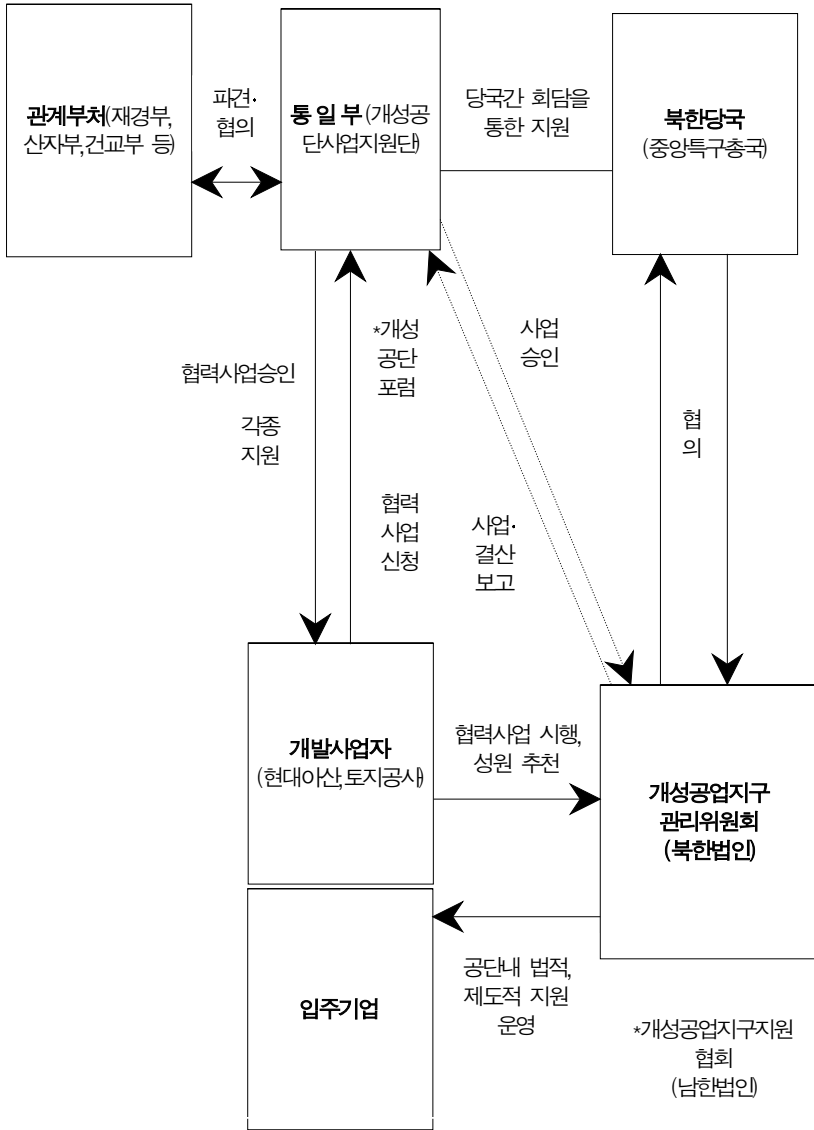 관계부처(재경부,
산자부,건교부 등)
파견·
협의
통 일 부 (개성공
단사업지원단)
당국간 회담을
통한 지원
북한당국
(중앙특구총국)
협력사업승인
각종
지원
*개성
공단
포럼
협력
사업
신청
사업
승인
사업·
결산
보고
협
의
개발사업자
(현대아산,토지공사)
협력사업 시행,
성원 추천
개성공업지구
관리위원회
(북한법인)
입주기업
공단내 법적,
제도적 지원
운영
*개성공업지구지원
협회
(남한법인)